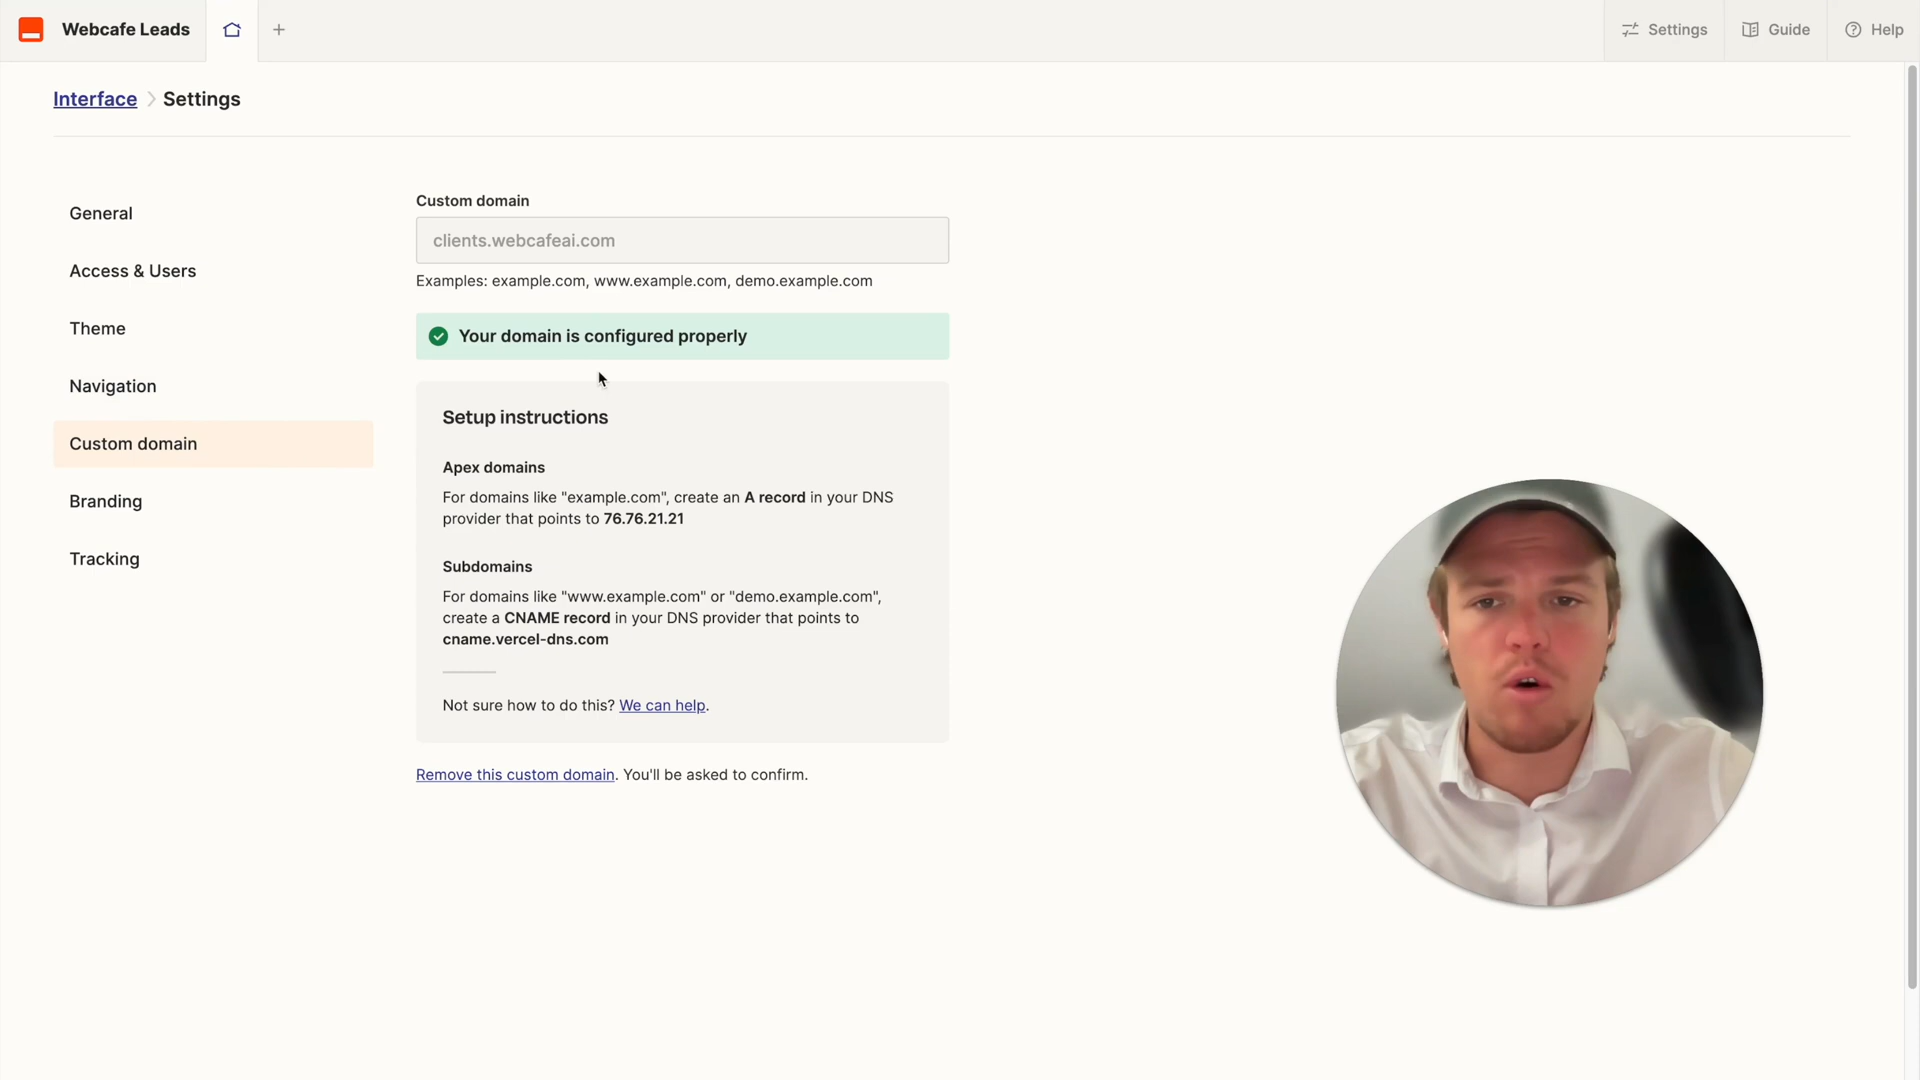 Webcafe Leads
Settings
Guide
Help
Interface
Settings
General
Access & Users
Theme
Navigation
Custom domain
Branding
Tracking
Custom domain
clients.webcafeai.com
Examples: example.com, www.example.com, demo.example.com
Your domain is configured properly
Setup instructions
Apex domains
For domains like "example.com", create an A record in your DNS
provider that points to 76.76.21.21
Subdomains
For domains like "www.example.com" or "demo.example.com",
create a CNAME record in your DNS provider that points to
cname.vercel-dns.com
Not sure how to do this? We can help.
Remove this custom domain. You'll be asked to confirm.